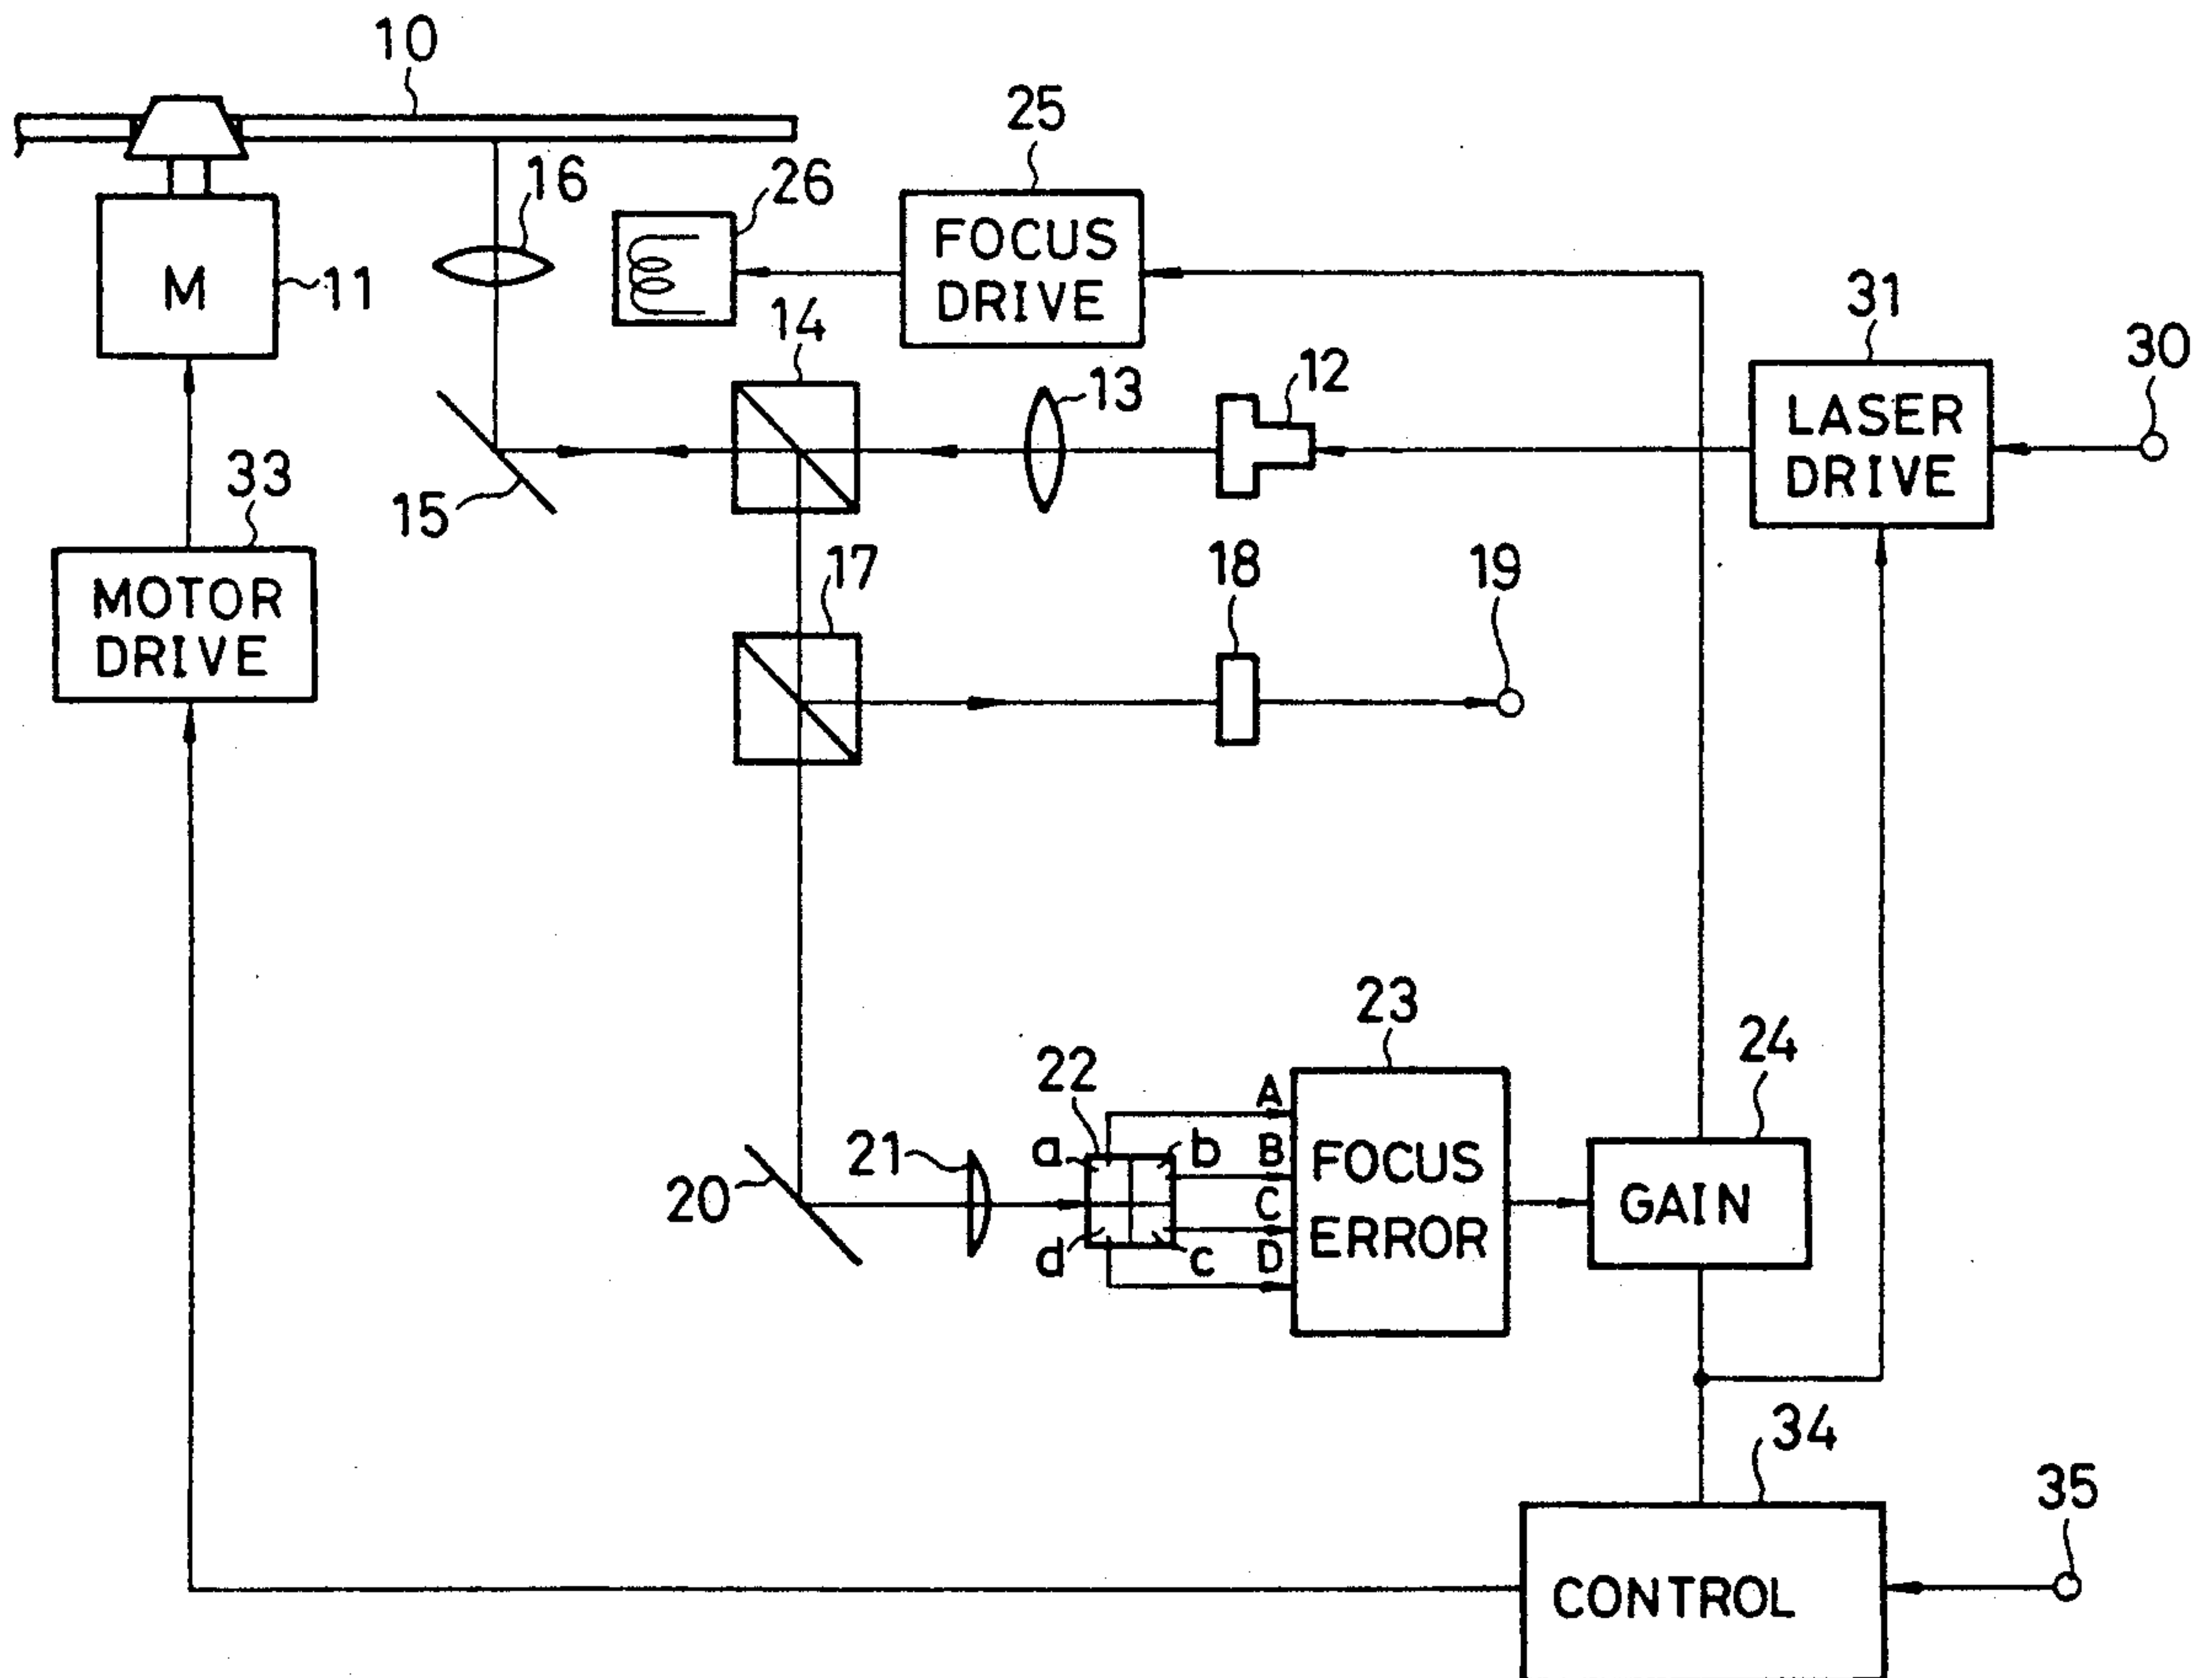 10
25
16
26
FOCUS
DRIVE
M
11
14
31
30
12
13
LASER
DRIVE
33
15
18
19
17
MOTOR
DRIVE
23
24
22
A
21
a
b
B
FOCUS
20
C
GAIN
ERROR
d
c
D
34
35
CONTROL